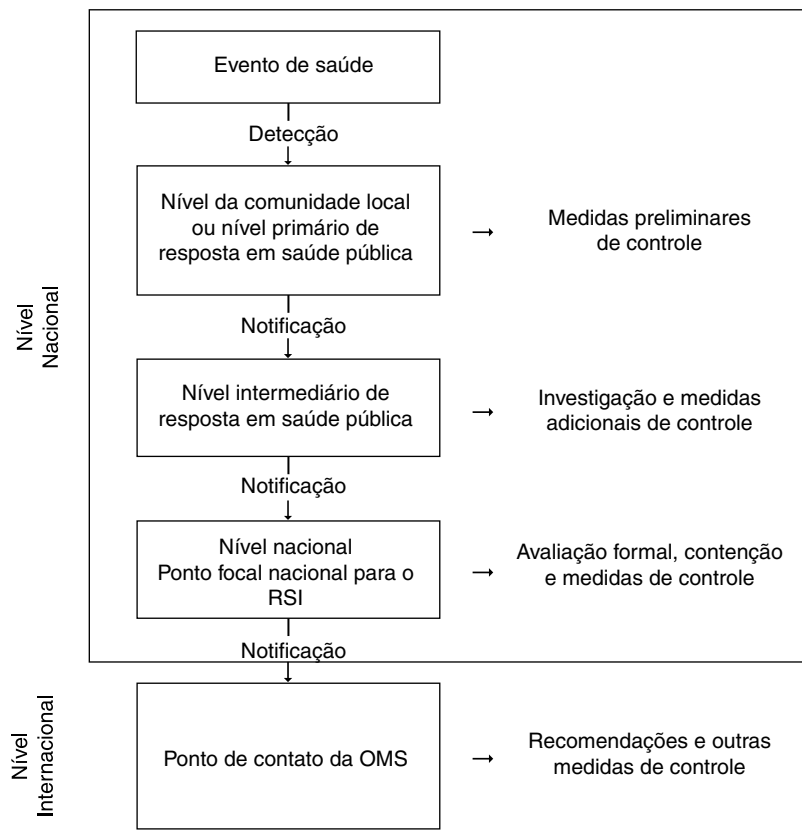 Evento de saúde
Detecção
Nível da comunidade local
ou nível primário de
resposta em saúde pública
Medidas preliminares
de controle
Notificação
Nível
Nacional
Nível intermediário de
resposta em saúde pública
Investigação e medidas
adicionais de controle
Notificação
Nível nacional
Ponto focal nacional para o
RSI
Avaliação formal, contenção
e medidas de controle
Notificação
Nível
Internacional
Ponto de contato da OMS
Recomendações e outras
medidas de controle